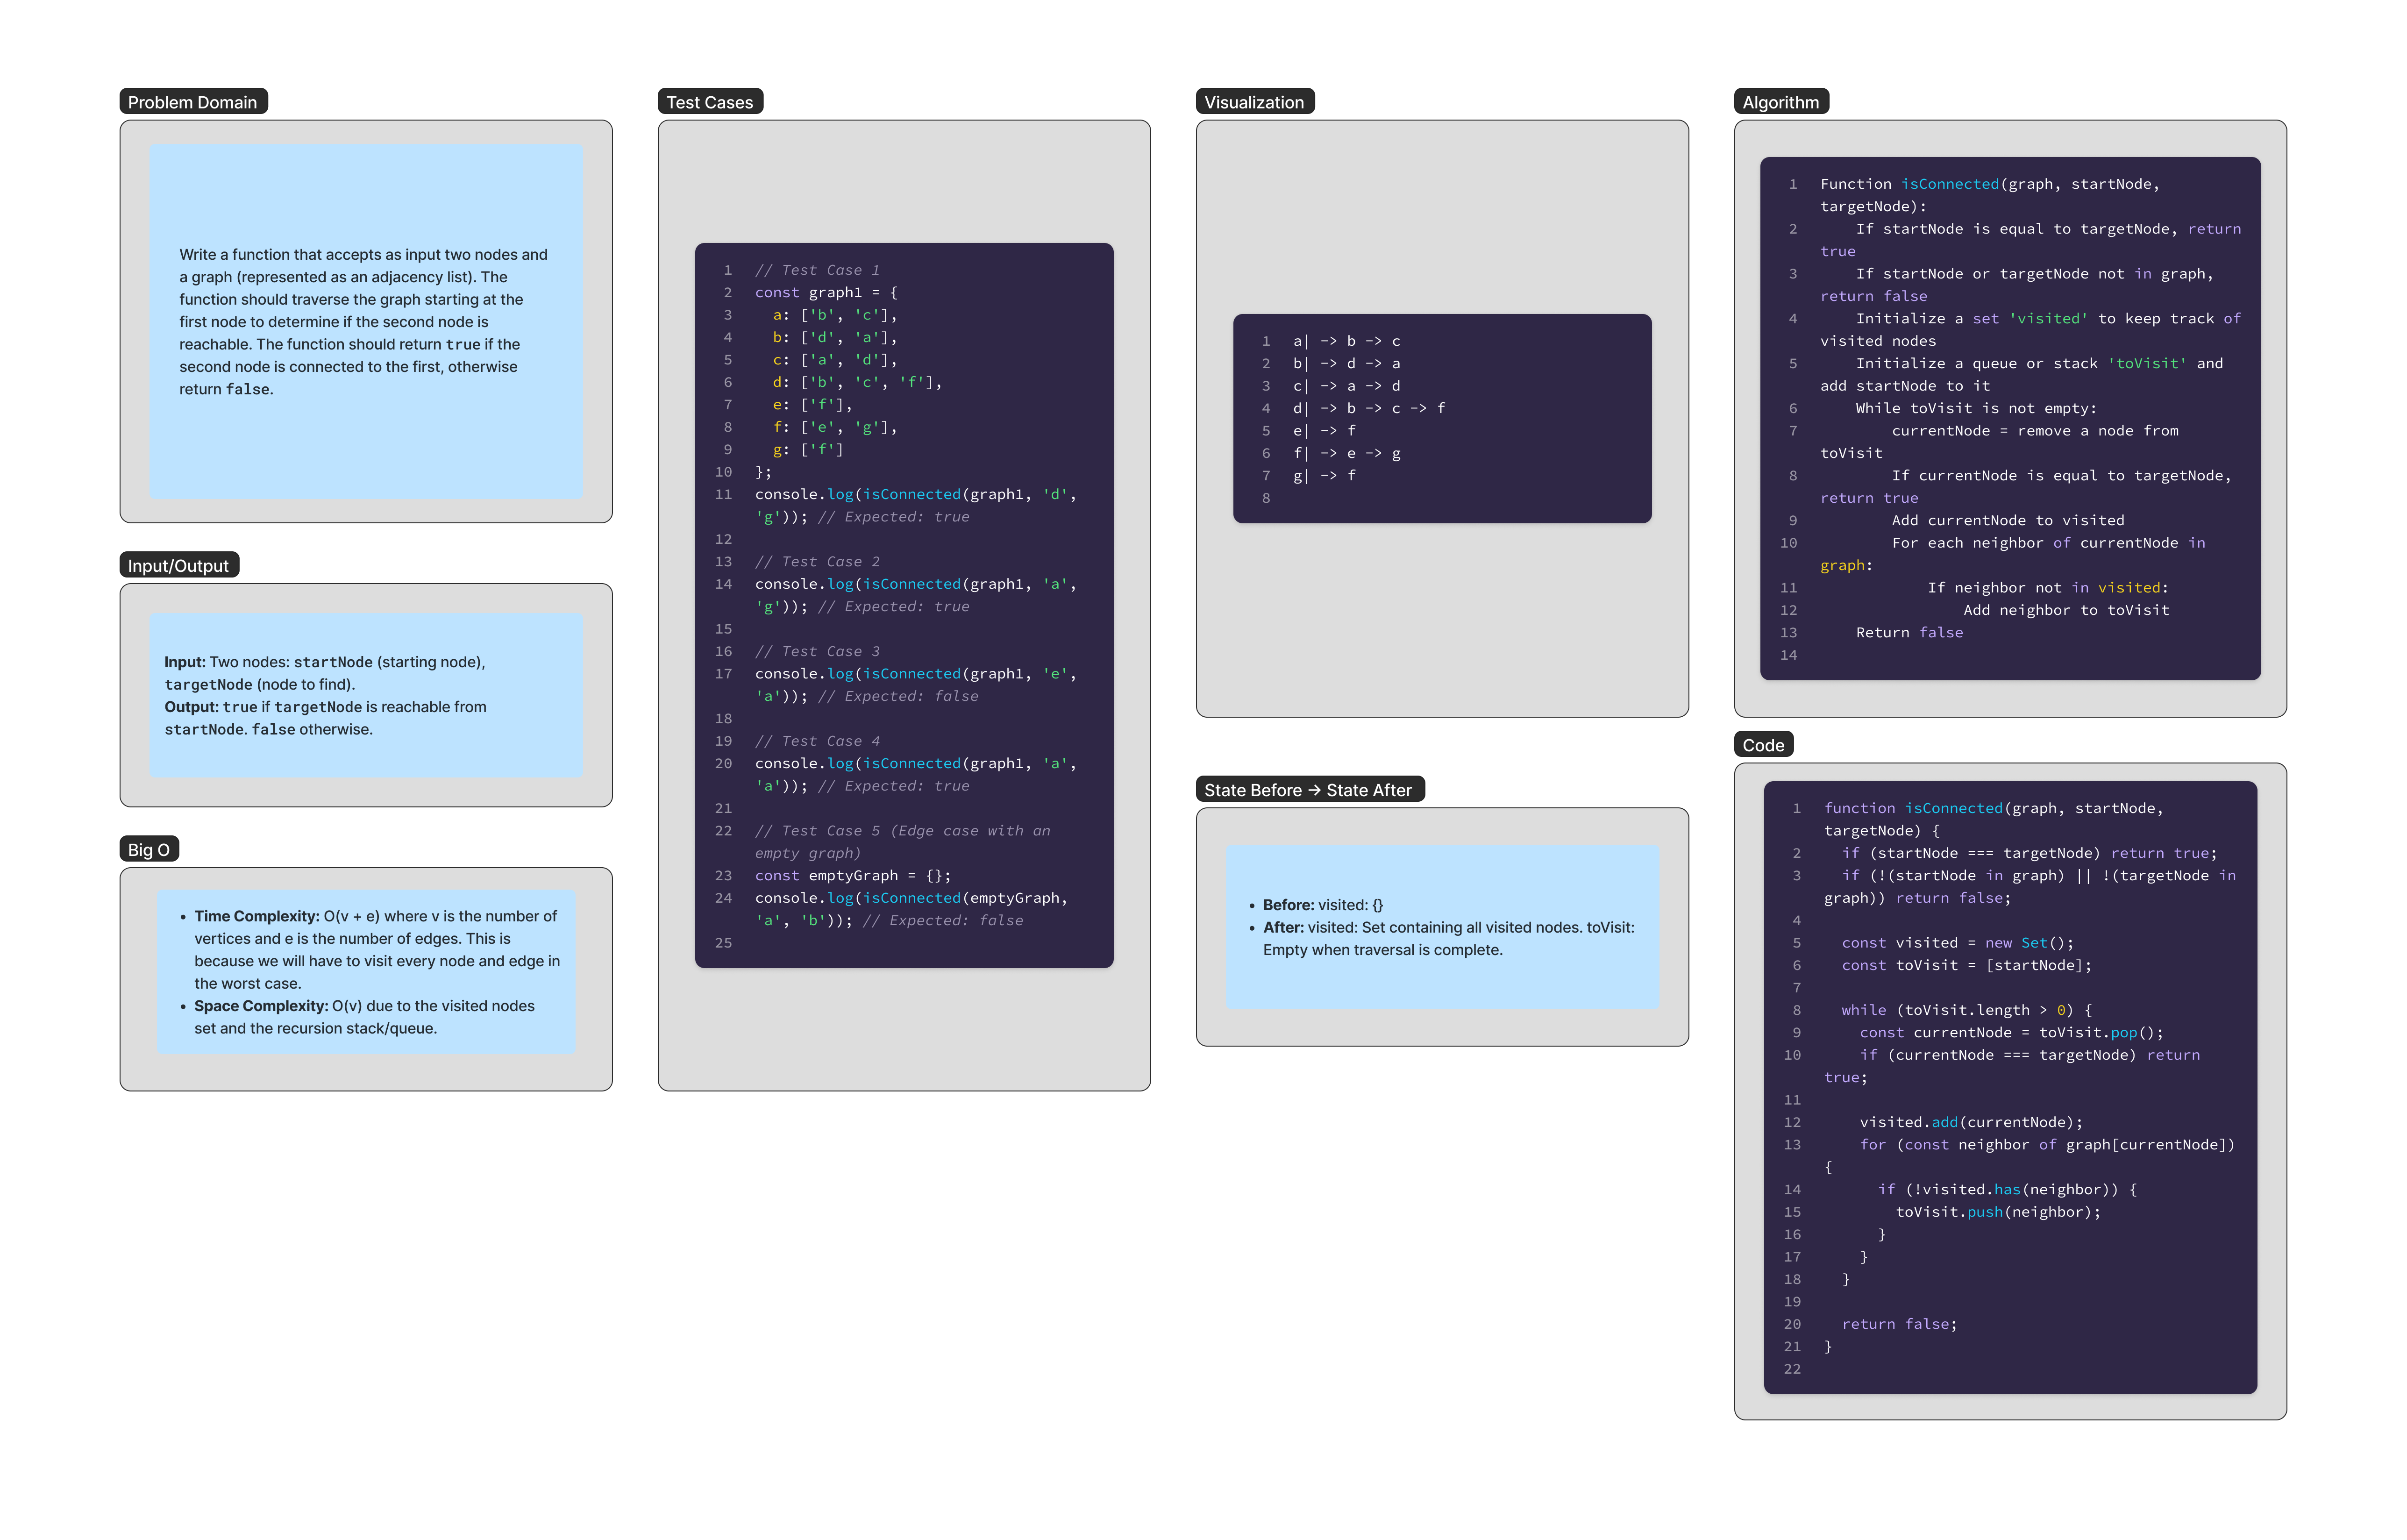 Problem Domain
Write a function that accepts as input two nodes and
a graph (represented as an adjacency list). The
function should traverse the graph starting at the
first node to determine if the second node is
reachable. The function should return true if the
second node is connected to the first, otherwise
return false.
Input/Output
Input: Two nodes: startNode (starting node),
targetNode (node to find).
Output: true if targetNode is reachable from
startNode. false otherwise.
Big O
• Time Complexity: O(v + e) where v is the number of
vertices and e is the number of edges. This is
because we will have to visit every node and edge in
the worst case.
• Space Complexity: O(v) due to the visited nodes
set and the recursion stack/queue.
Test Cases
1 // Test Case 1
2 const graph1 = {
3   a: ['b', 'c'],
4   b: ['d', 'a'],
5   c: ['a', 'd'],
6   d: ['b', 'c', 'f'],
7   e: ['f'],
8   f: ['e', 'g'],
9   g: ['f']
10 };
11 console.log(isConnected(graph1, 'd',
'g')); // Expected: true
12
13 // Test Case 2
14 console.log(isConnected(graph1, 'a',
'g')); // Expected: true
15
16 // Test Case 3
17 console.log(isConnected(graph1, 'e',
'a')); // Expected: false
18
19 // Test Case 4
20 console.log(isConnected(graph1, 'a',
'a')); // Expected: true
21
22 // Test Case 5 (Edge case with an
empty graph)
23 const emptyGraph = {};
24 console.log(isConnected(emptyGraph,
'a', 'b')); // Expected: false
25
Visualization
1 a| -> b -> c
2 b| -> d -> a
3 c| -> a -> d
4 d| -> b -> c -> f
5 e| -> f
6 f| -> e -> g
7 g| -> f
8
State Before → State After
• Before: visited: {}
• After: visited: Set containing all visited nodes. toVisit:
Empty when traversal is complete.
Algorithm
1 Function isConnected(graph, startNode,
targetNode):
2     If startNode is equal to targetNode, return
true
3     If startNode or targetNode not in graph,
return false
4     Initialize a set 'visited' to keep track of
visited nodes
5     Initialize a queue or stack 'toVisit' and
add startNode to it
6     While toVisit is not empty:
7         currentNode = remove a node from
toVisit
8         If currentNode is equal to targetNode,
return true
9         Add currentNode to visited
10         For each neighbor of currentNode in
graph:
11             If neighbor not in visited:
12                 Add neighbor to toVisit
13     Return false
14
Code
1 function isConnected(graph, startNode,
targetNode) {
2   if (startNode === targetNode) return true;
3   if (!(startNode in graph) || !(targetNode in
graph)) return false;
4
5   const visited = new Set();
6   const toVisit = [startNode];
7
8   while (toVisit.length > 0) {
9     const currentNode = toVisit.pop();
10     if (currentNode === targetNode) return
true;
11
12     visited.add(currentNode);
13     for (const neighbor of graph[currentNode])
{
14       if (!visited.has(neighbor)) {
15         toVisit.push(neighbor);
16       }
17     }
18   }
19
20   return false;
21 }
22